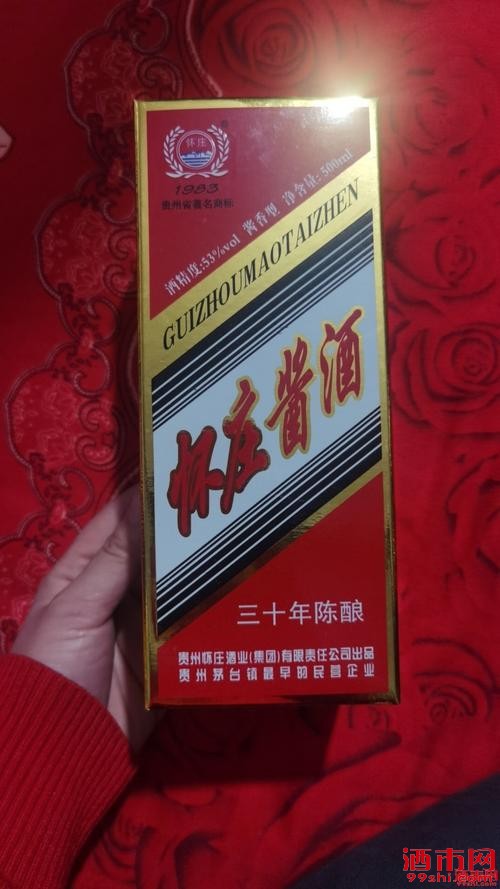 怀庄
1983
贵州省著名商标
酒精度:53%vol 酱香型 净含量:500ml
GUIZHOUMAOTAIZHEN
怀庄酱酒
三十年陈酿
贵州怀庄酒业(集团)有限责任公司出品
贵州茅台镇最早的民营企业
酒市网